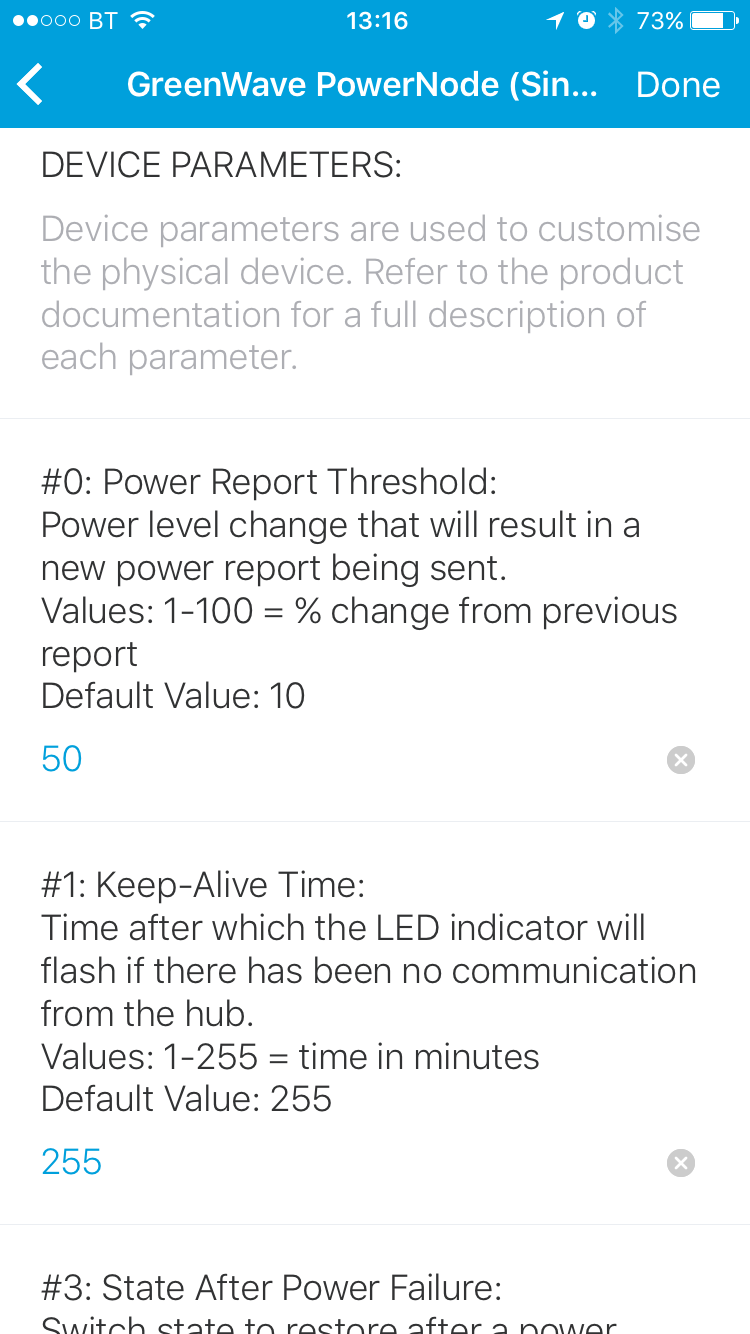 BT 13:16 73%
GreenWave PowerNode (Sin... Done
DEVICE PARAMETERS:
Device parameters are used to customise
the physical device. Refer to the product
documentation for a full description of
each parameter.
#0: Power Report Threshold:
Power level change that will result in a
new power report being sent.
Values: 1-100 = % change from previous
report
Default Value: 10
50
#1: Keep-Alive Time:
Time after which the LED indicator will
flash if there has been no communication
from the hub.
Values: 1-255 = time in minutes
Default Value: 255
255
#3: State After Power Failure:
Switch state to restore after a power